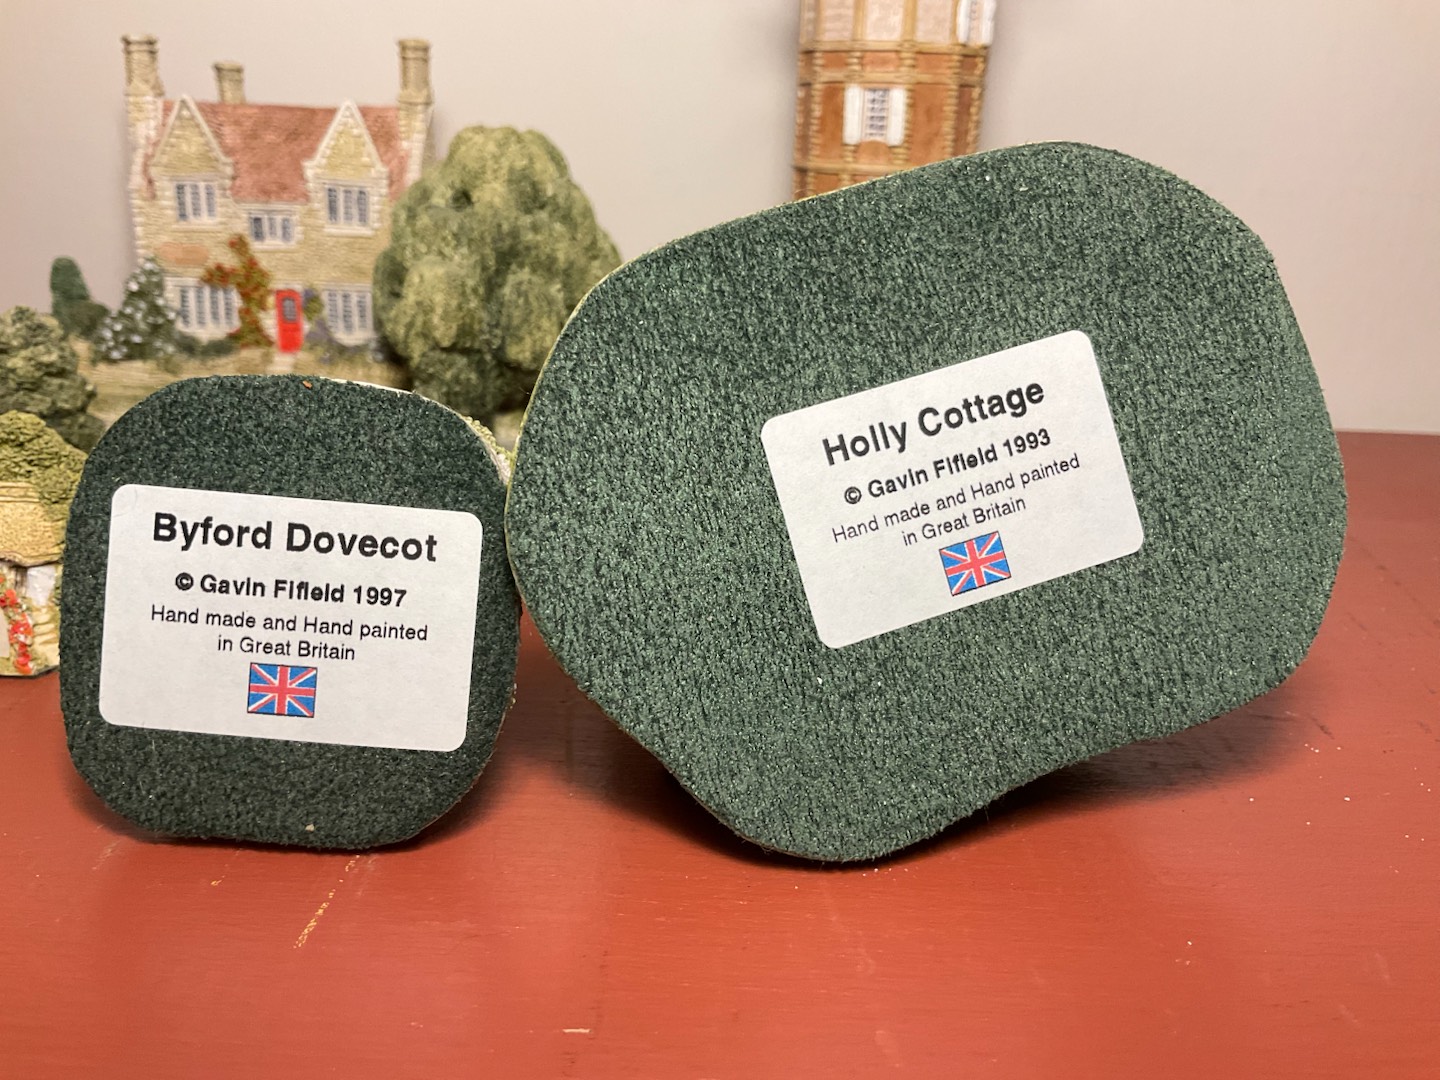 Byford Dovecot
© Gavin Fifield 1997
Hand made and Hand painted
in Great Britain
Holly Cottage
© Gavin Fifield 1993
Hand made and Hand painted
in Great Britain